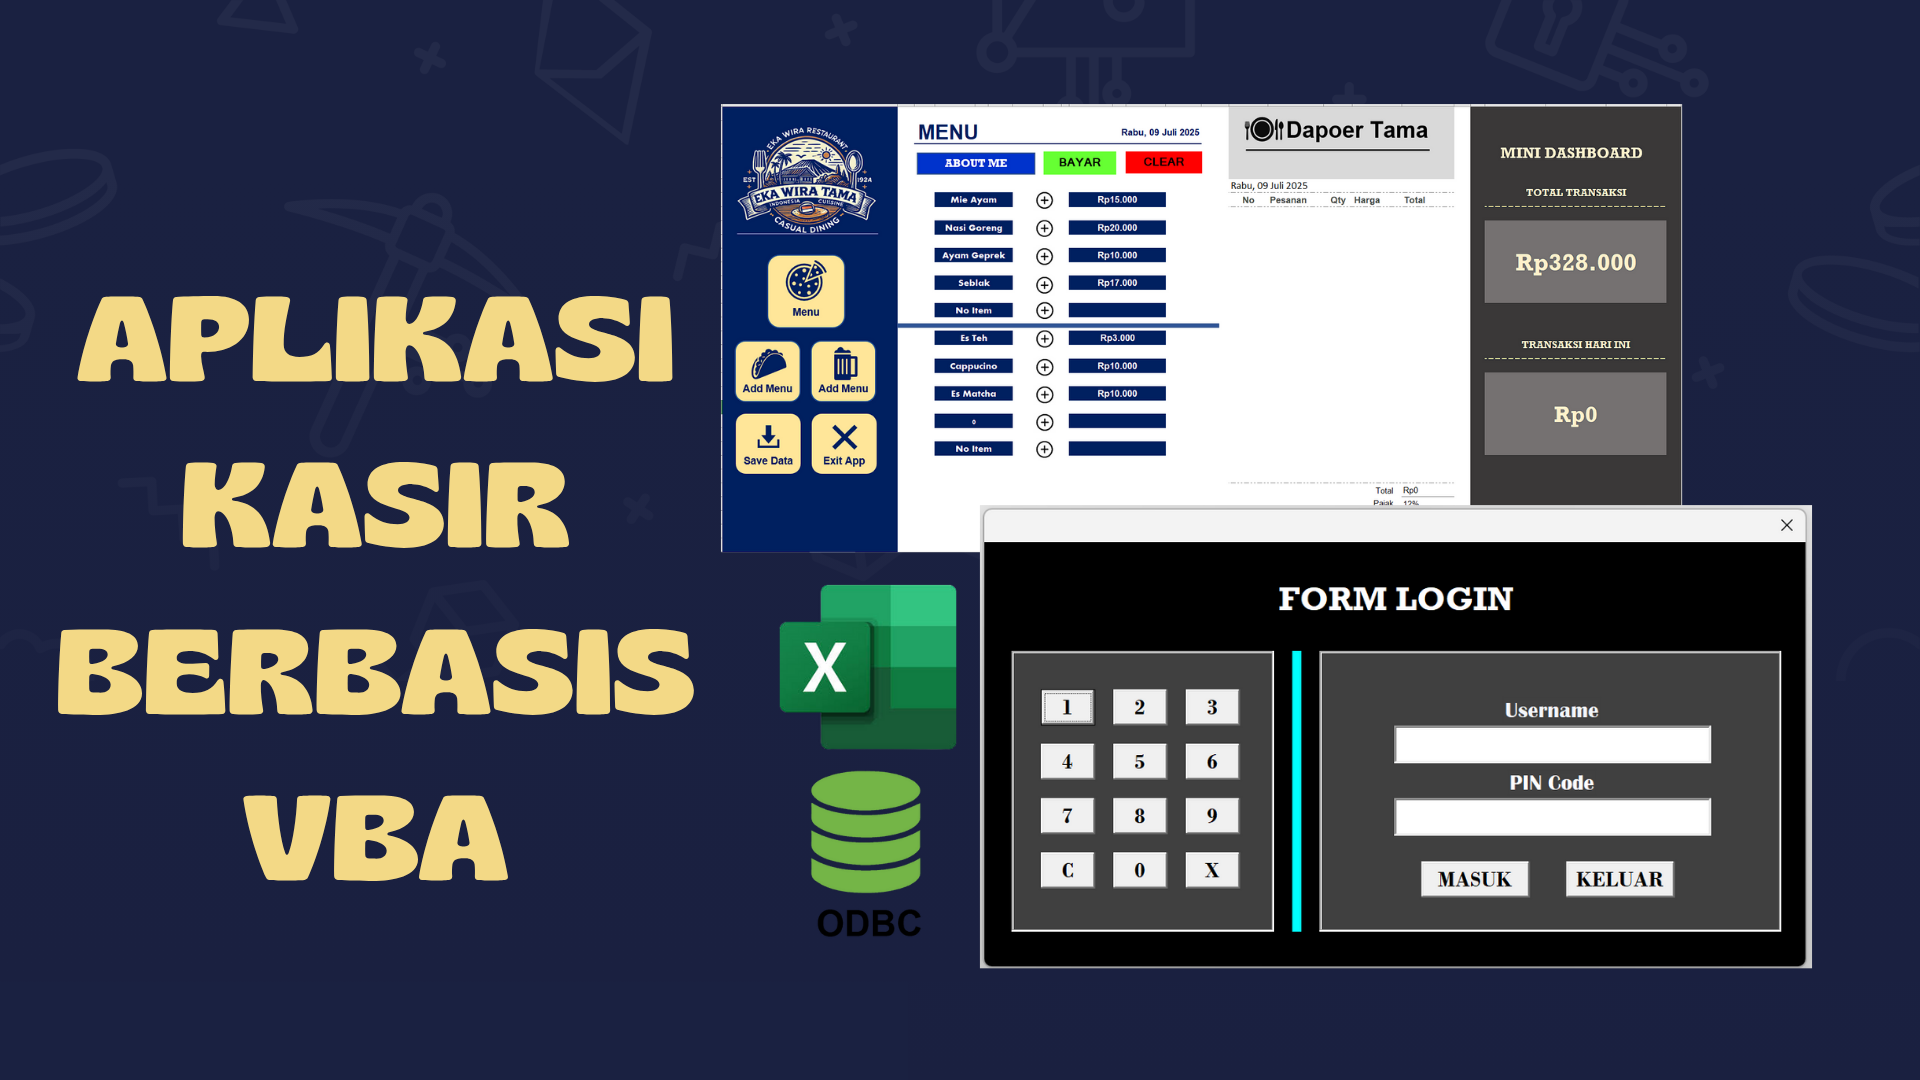 APLIKASI
KASIR
BERBASIS
VBA
EKA WIRA RESTAURANT
EST 1924
EKA WIRA TAMA
INDONESIA CUISINE
CASUAL DINING
Menu
Add Menu Add Menu
Save Data Exit App
MENU Rabu, 09 Juli 2025
ABOUT ME BAYAR CLEAR
Mie Ayam Rp15.000
Nasi Goreng Rp20.000
Ayam Geprek Rp10.000
Seblak Rp17.000
No Item
Es Teh Rp3.000
Cappucino Rp10.000
Es Matcha Rp10.000
0
No Item
Dapoer Tama
Rabu, 09 Juli 2025
No Pesanan Qty Harga Total
Total Rp0
Pajak 12%
MINI DASHBOARD
TOTAL TRANSAKSI
Rp328.000
TRANSAKSI HARI INI
Rp0
X
ODBC
FORM LOGIN
1 2 3
4 5 6
7 8 9
C 0 X
Username
PIN Code
MASUK KELUAR